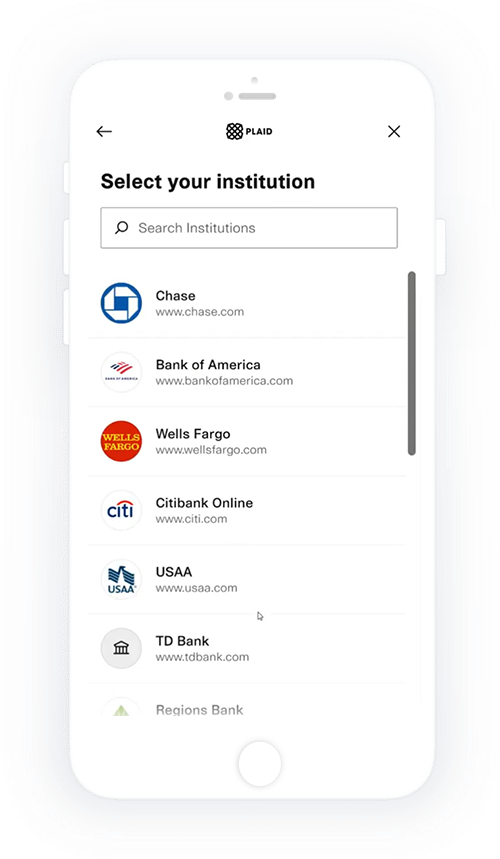 PLAID
Select your institution
Search Institutions
Chase
www.chase.com
BANK OF AMERICA
Bank of America
www.bankofamerica.com
WELLS
FARGO
Wells Fargo
www.wellsfargo.com
citi
Citibank Online
www.citi.com
USAA
USAA
www.usaa.com
TD Bank
www.tdbank.com
Regions Bank